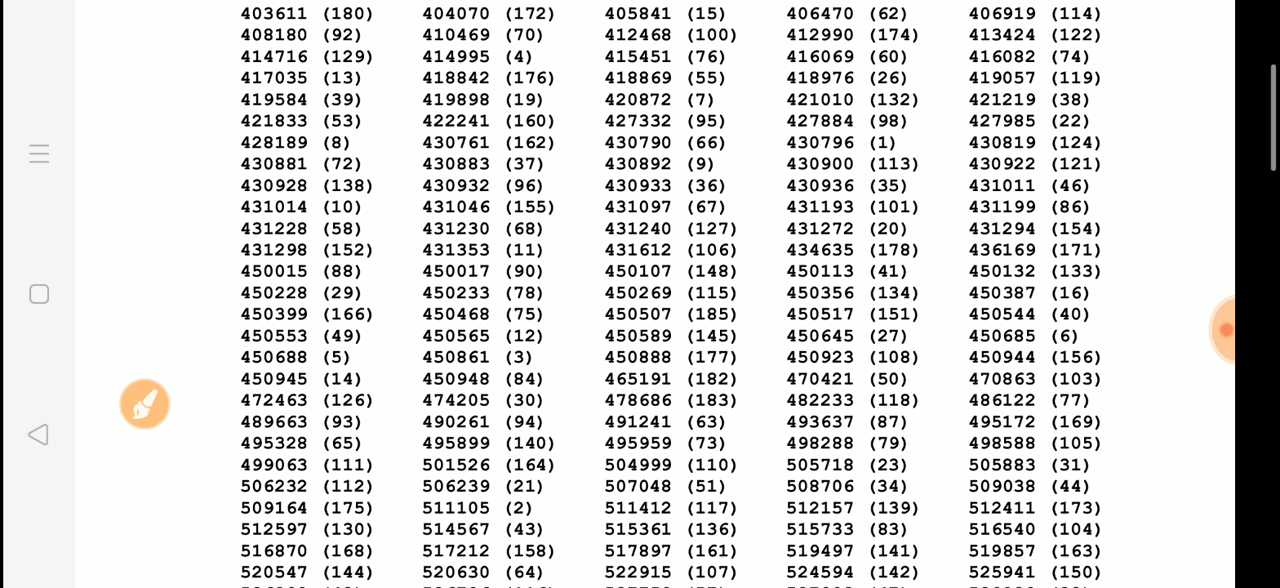 403611 (180) 404070 (172) 405841 (15) 406470 (62) 406919 (114)
408180 (92) 410469 (70) 412468 (100) 412990 (174) 413424 (122)
414716 (129) 414995 (4) 415451 (76) 416069 (60) 416082 (74)
417035 (13) 418842 (176) 418869 (55) 418976 (26) 419057 (119)
419584 (39) 419898 (19) 420872 (7) 421010 (132) 421219 (38)
421833 (53) 422241 (160) 427332 (95) 427884 (98) 427985 (22)
428189 (8) 430761 (162) 430790 (66) 430796 (1) 430819 (124)
430881 (72) 430883 (37) 430892 (9) 430900 (113) 430922 (121)
430928 (138) 430932 (96) 430933 (36) 430936 (35) 431011 (46)
431014 (10) 431046 (155) 431097 (67) 431193 (101) 431199 (86)
431228 (58) 431230 (68) 431240 (127) 431272 (20) 431294 (154)
431298 (152) 431353 (11) 431612 (106) 434635 (178) 436169 (171)
450015 (88) 450017 (90) 450107 (148) 450113 (41) 450132 (133)
450228 (29) 450233 (78) 450269 (115) 450356 (134) 450387 (16)
450399 (166) 450468 (75) 450507 (185) 450517 (151) 450544 (40)
450553 (49) 450565 (12) 450589 (145) 450645 (27) 450685 (6)
450688 (5) 450861 (3) 450888 (177) 450923 (108) 450944 (156)
450945 (14) 450948 (84) 465191 (182) 470421 (50) 470863 (103)
472463 (126) 474205 (30) 478686 (183) 482233 (118) 486122 (77)
489663 (93) 490261 (94) 491241 (63) 493637 (87) 495172 (169)
495328 (65) 495899 (140) 495959 (73) 498288 (79) 498588 (105)
499063 (111) 501526 (164) 504999 (110) 505718 (23) 505883 (31)
506232 (112) 506239 (21) 507048 (51) 508706 (34) 509038 (44)
509164 (175) 511105 (2) 511412 (117) 512157 (139) 512411 (173)
512597 (130) 514567 (43) 515361 (136) 515733 (83) 516540 (104)
516870 (168) 517212 (158) 517897 (161) 519497 (141) 519857 (163)
520547 (144) 520630 (64) 522915 (107) 524594 (142) 525941 (150)